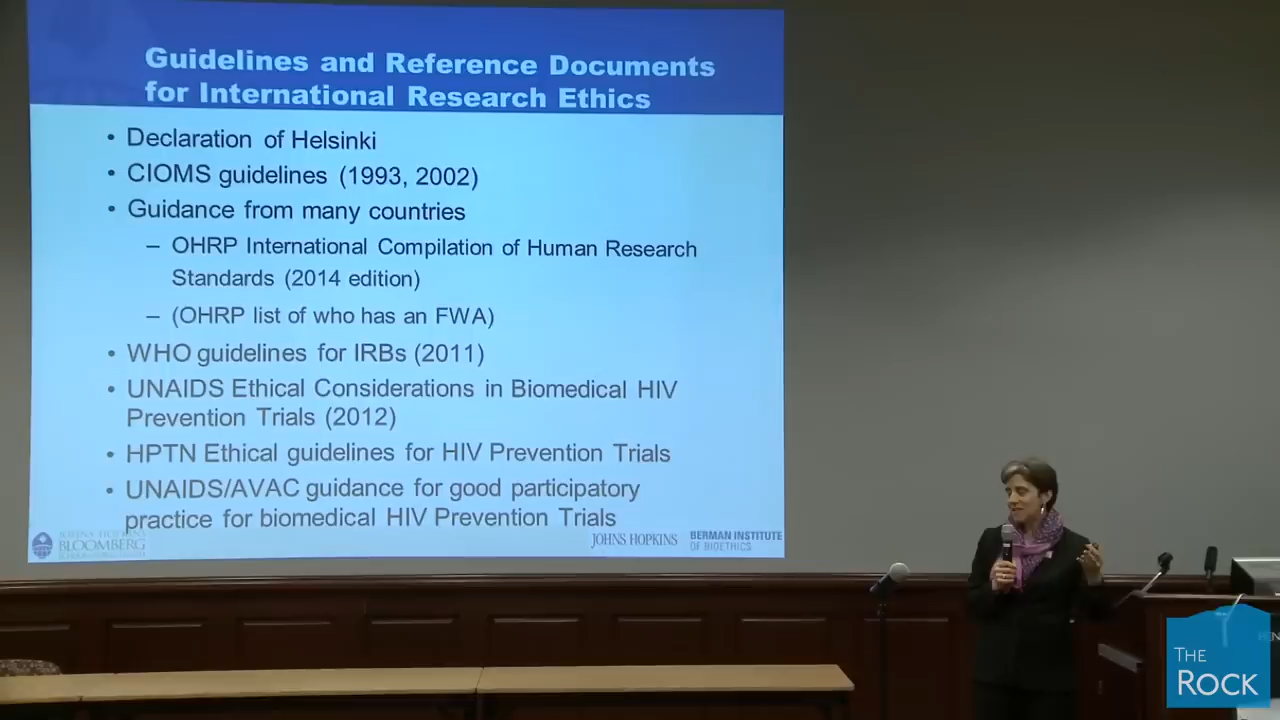 Guidelines and Reference Documents
for International Research Ethics
• Declaration of Helsinki
• CIOMS guidelines (1993, 2002)
• Guidance from many countries
– OHRP International Compilation of Human Research
Standards (2014 edition)
– (OHRP list of who has an FWA)
• WHO guidelines for IRBs (2011)
• UNAIDS Ethical Considerations in Biomedical HIV
Prevention Trials (2012)
• HPTN Ethical guidelines for HIV Prevention Trials
• UNAIDS/AVAC guidance for good participatory
practice for biomedical HIV Prevention Trials
JOHNS HOPKINS
BLOOMBERG
JOHNS HOPKINS
BERMAN INSTITUTE
OF BIOETHICS
THE
ROCK